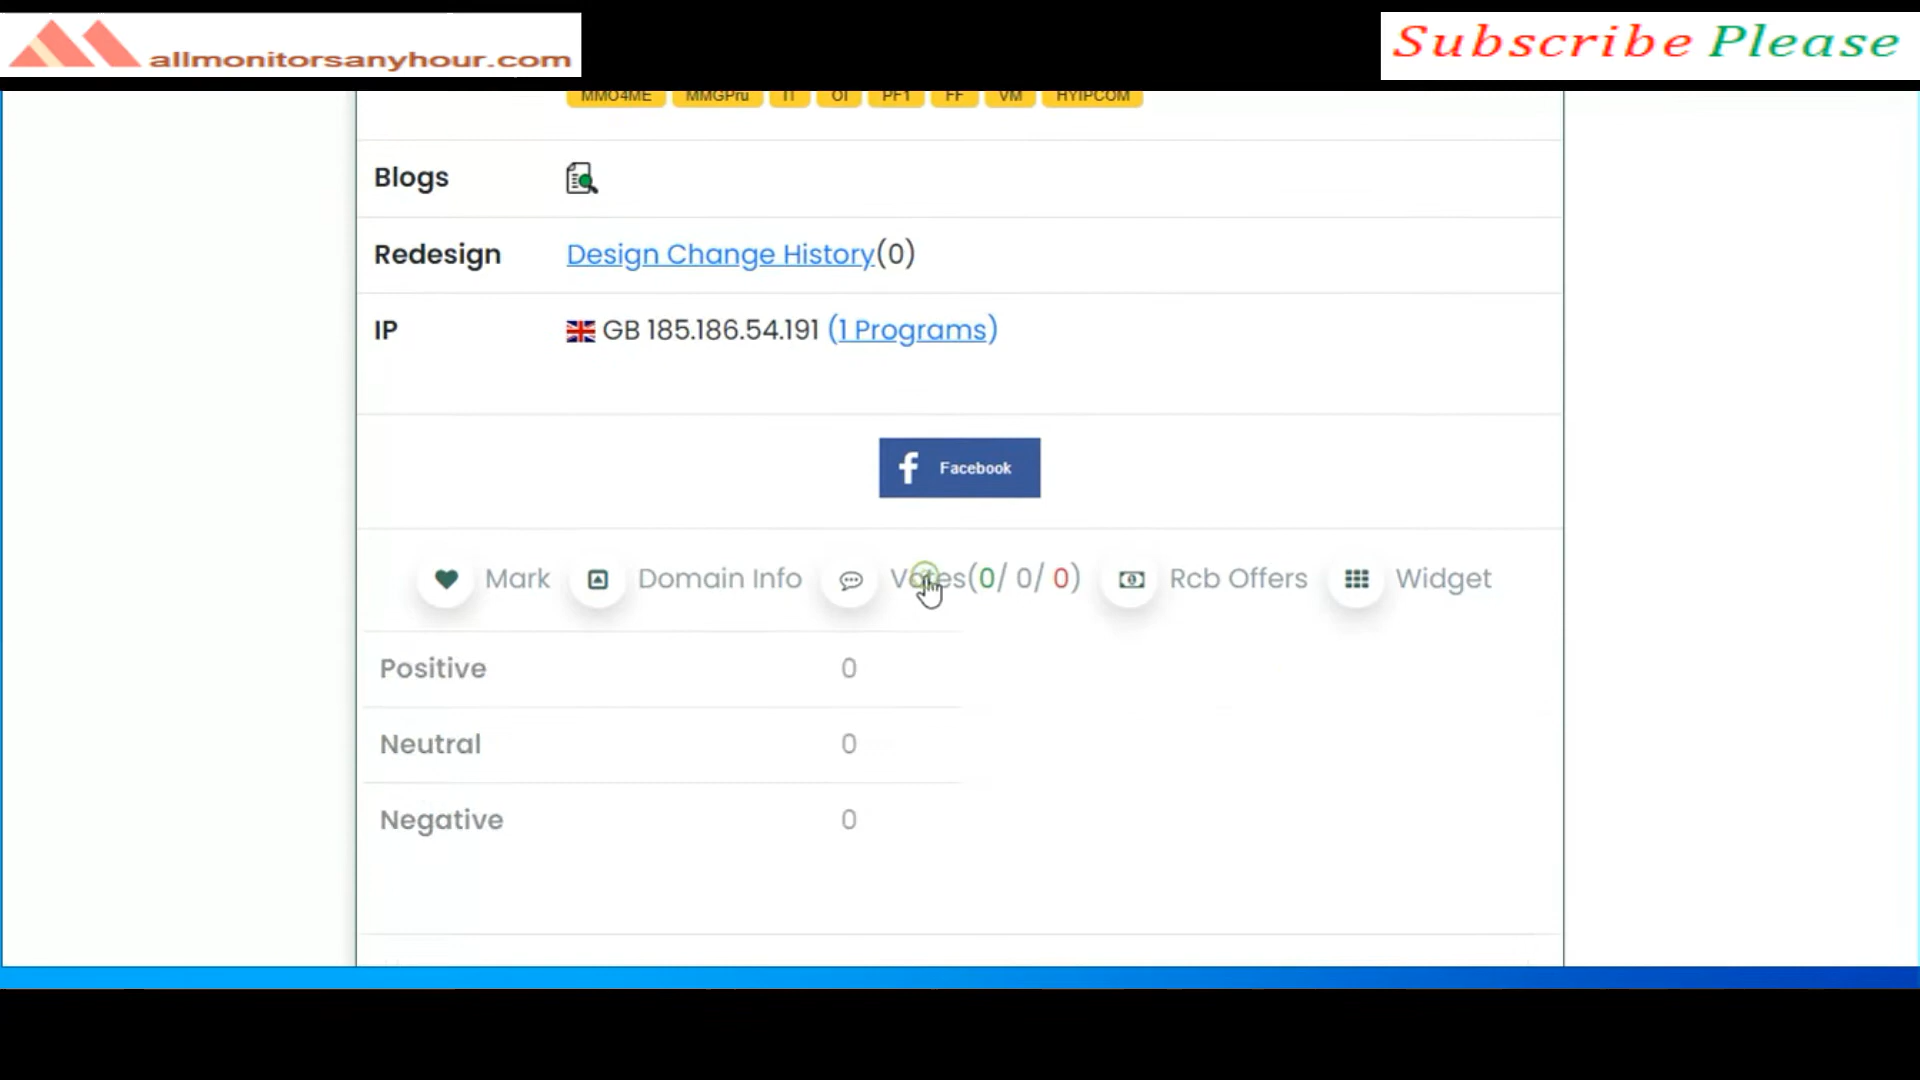 allmonitorsanyhour.com
Subscribe Please
MMO4ME MMGPru IT OI PF1 FF VM HYIPCOM
Blogs
Redesign Design Change History(0)
IP GB 185.186.54.191 (1 Programs)
Facebook
Mark Domain Info Votes(0/ 0/ 0) Rcb Offers Widget
Positive 0
Neutral 0
Negative 0